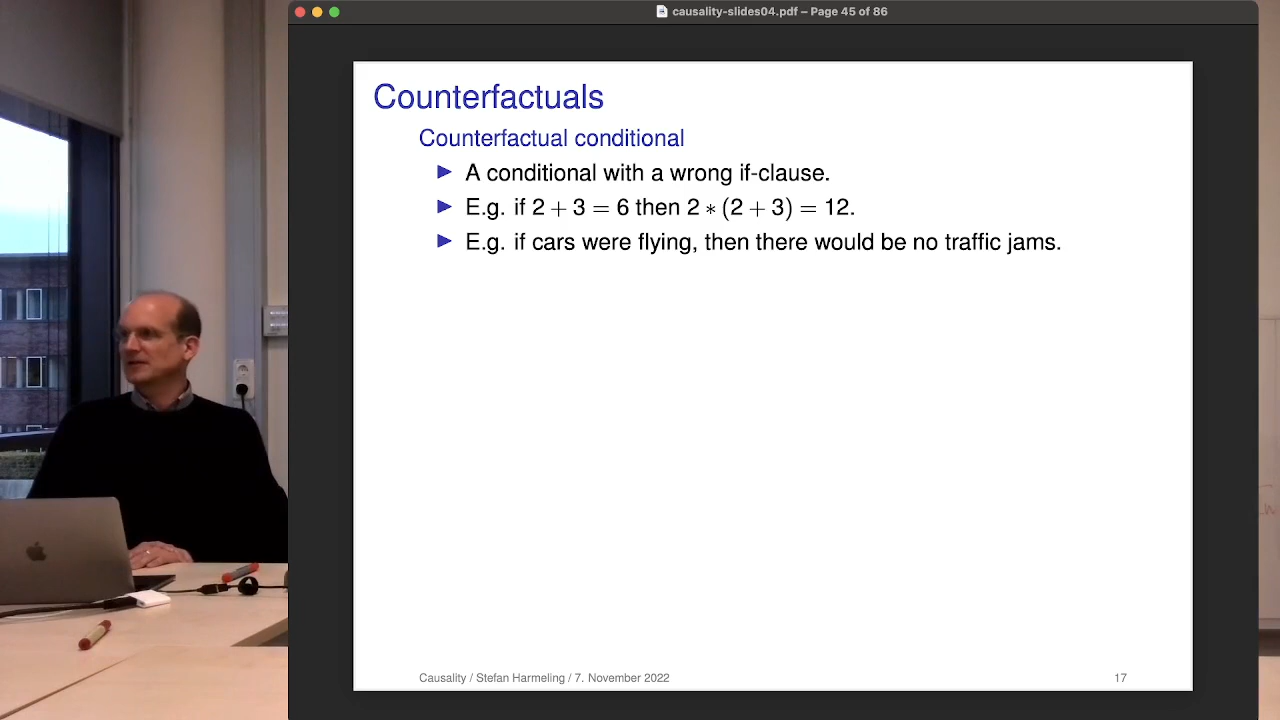 causality-slides04.pdf – Page 45 of 86
Counterfactuals
Counterfactual conditional
▶ A conditional with a wrong if-clause.
▶ E.g. if 2 + 3 = 6 then 2 ∗ (2 + 3) = 12.
▶ E.g. if cars were flying, then there would be no traffic jams.
Causality / Stefan Harmeling / 7. November 2022
17